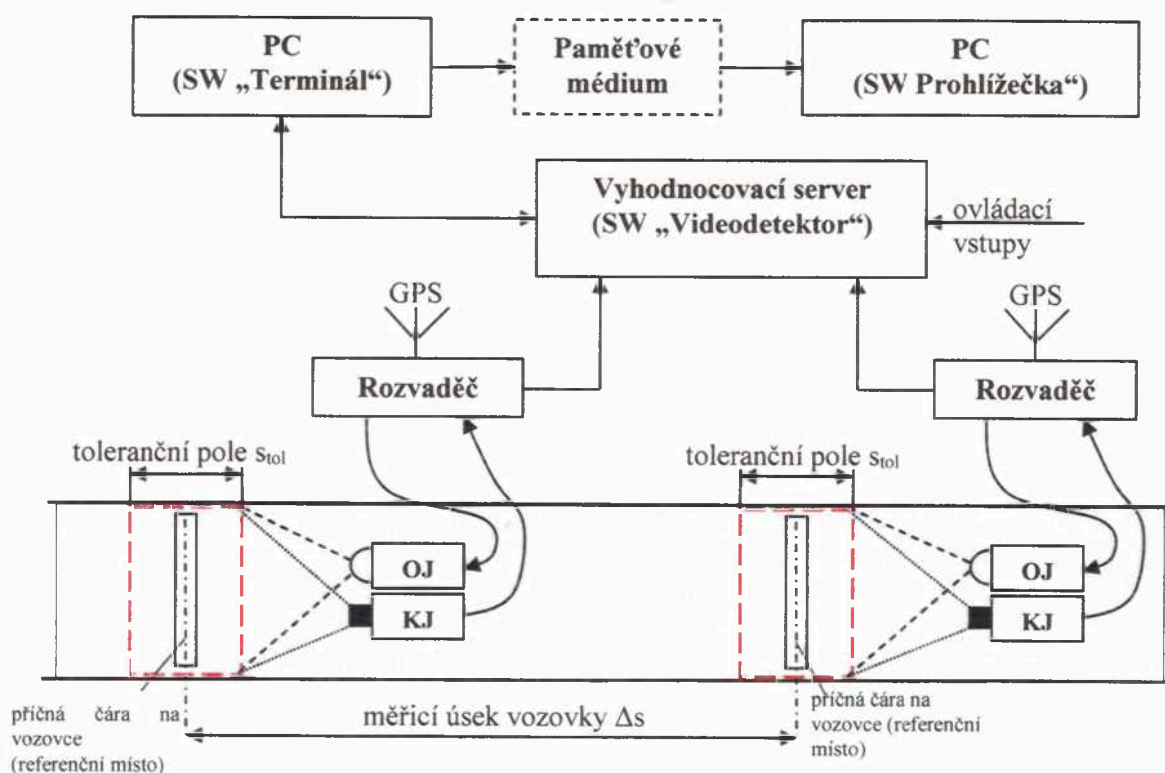 PC
(SW „Terminál“)
Paměťové
médium
PC
(SW Prohlížečka“)
Vyhodnocovací server
(SW „Videodetektor“)
ovládací
vstupy
GPS
GPS
Rozvaděč
Rozvaděč
toleranční pole stol
toleranční pole stol
OJ
KJ
OJ
KJ
příčná čára na
vozovce
(referenční místo)
měřicí úsek vozovky Δs
příčná čára na
vozovce (referenční
místo)